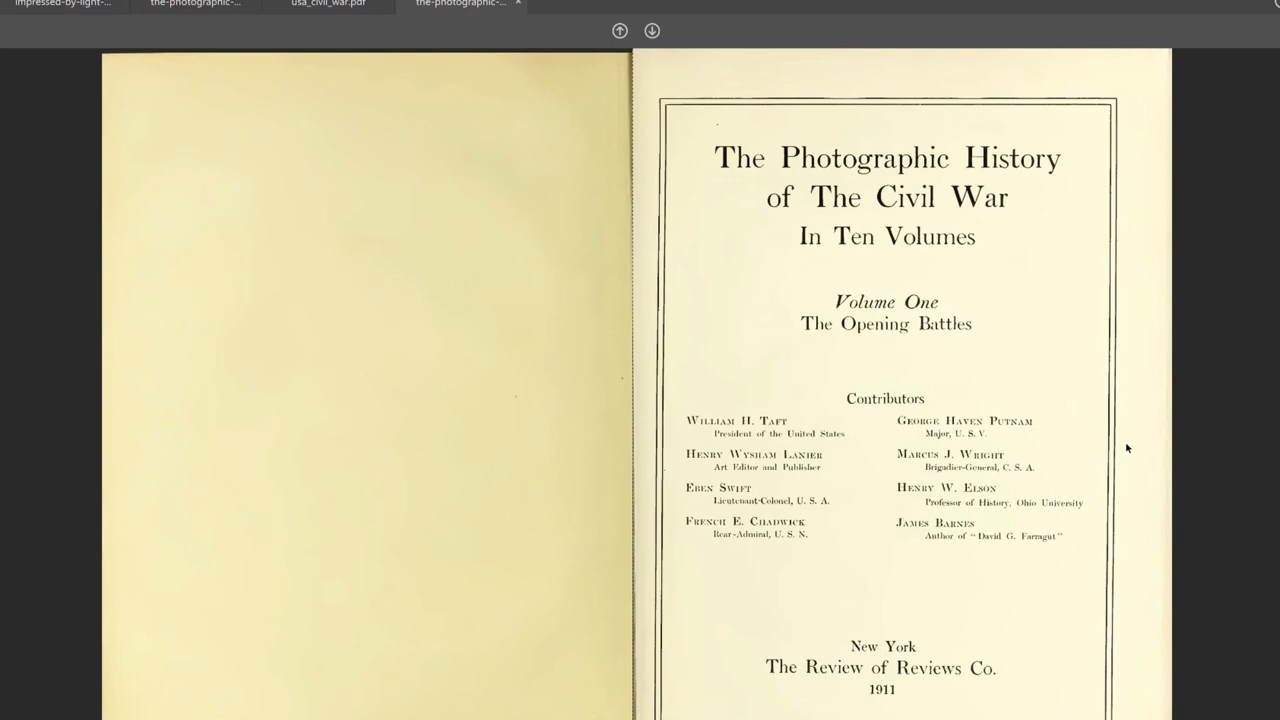 impressed-by-light-...
the-photographic-...
usa_civil_war.pdf
the-photographic-...
The Photographic History
of The Civil War
In Ten Volumes
Volume One
The Opening Battles
Contributors
William H. Taft
President of the United States
Henry Wysham Lanier
Art Editor and Publisher
Eben Swift
Lieutenant-Colonel, U. S. A.
French E. Chadwick
Rear-Admiral, U. S. N.
George Haven Putnam
Major, U. S. V.
Marcus J. Wright
Brigadier-General, C. S. A.
Henry W. Elson
Professor of History, Ohio University
James Barnes
Author of "David G. Farragut"
New York
The Review of Reviews Co.
1911